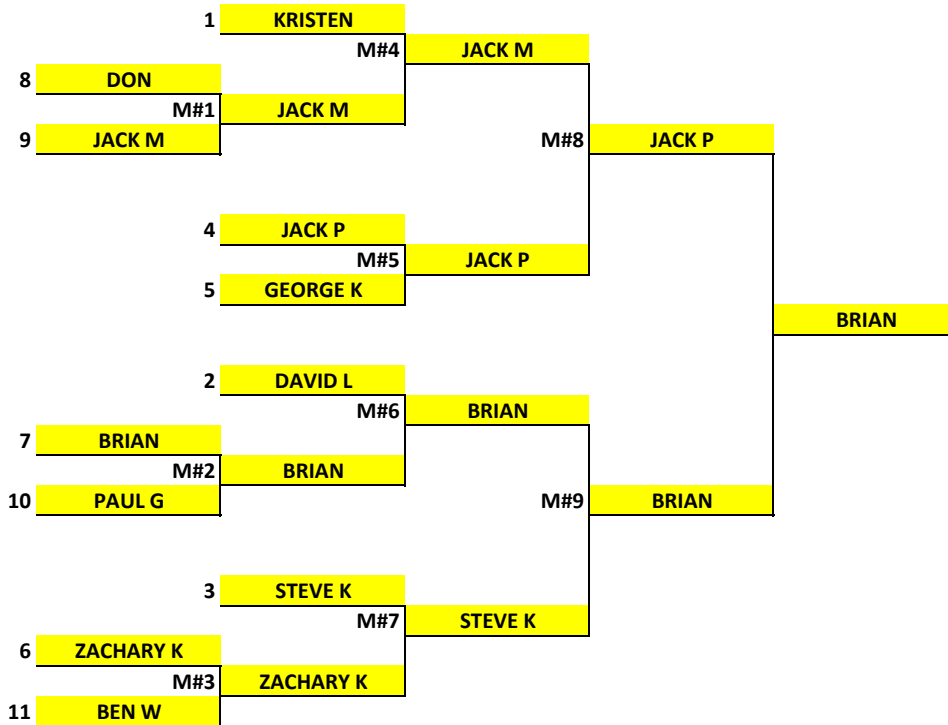 1 KRISTEN
M#4 JACK M
8 DON
M#1 JACK M
9 JACK M
M#8 JACK P
4 JACK P
M#5 JACK P
5 GEORGE K
BRIAN
2 DAVID L
M#6 BRIAN
7 BRIAN
M#2 BRIAN
10 PAUL G
M#9 BRIAN
3 STEVE K
M#7 STEVE K
6 ZACHARY K
M#3 ZACHARY K
11 BEN W